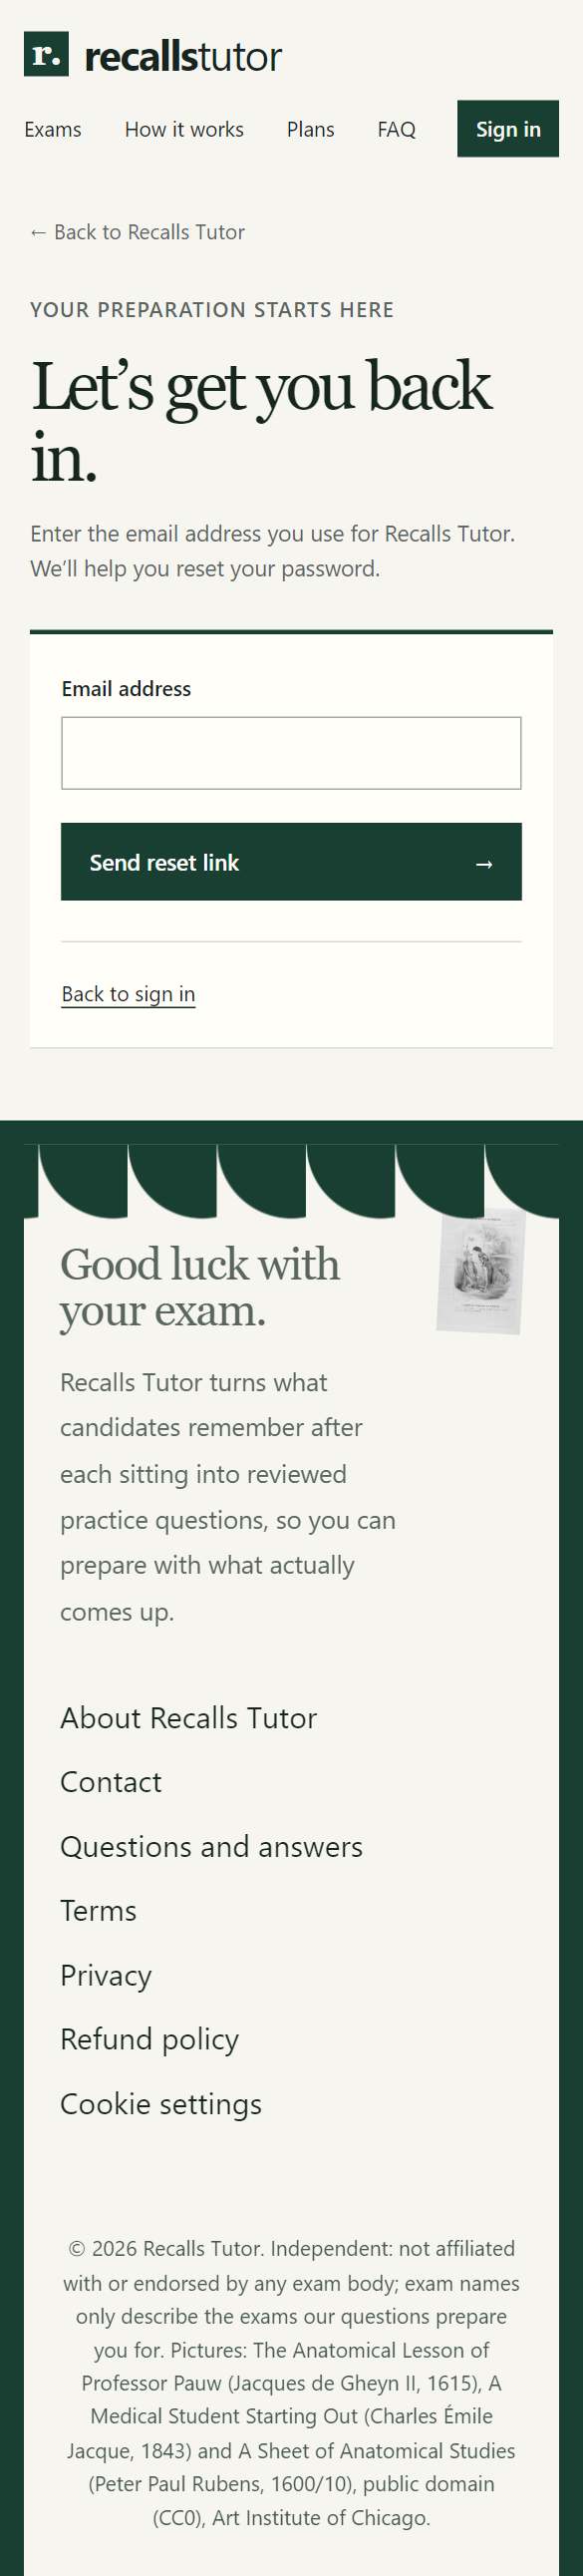 r. recallstutor
Exams How it works Plans FAQ Sign in
← Back to Recalls Tutor
YOUR PREPARATION STARTS HERE
Let’s get you back
in.
Enter the email address you use for Recalls Tutor.
We’ll help you reset your password.
Email address
Send reset link →
Back to sign in
Good luck with
your exam.
Recalls Tutor turns what
candidates remember after
each sitting into reviewed
practice questions, so you can
prepare with what actually
comes up.
About Recalls Tutor
Contact
Questions and answers
Terms
Privacy
Refund policy
Cookie settings
© 2026 Recalls Tutor. Independent: not affiliated
with or endorsed by any exam body; exam names
only describe the exams our questions prepare
you for. Pictures: The Anatomical Lesson of
Professor Pauw (Jacques de Gheyn II, 1615), A
Medical Student Starting Out (Charles Émile
Jacque, 1843) and A Sheet of Anatomical Studies
(Peter Paul Rubens, 1600/10), public domain
(CC0), Art Institute of Chicago.